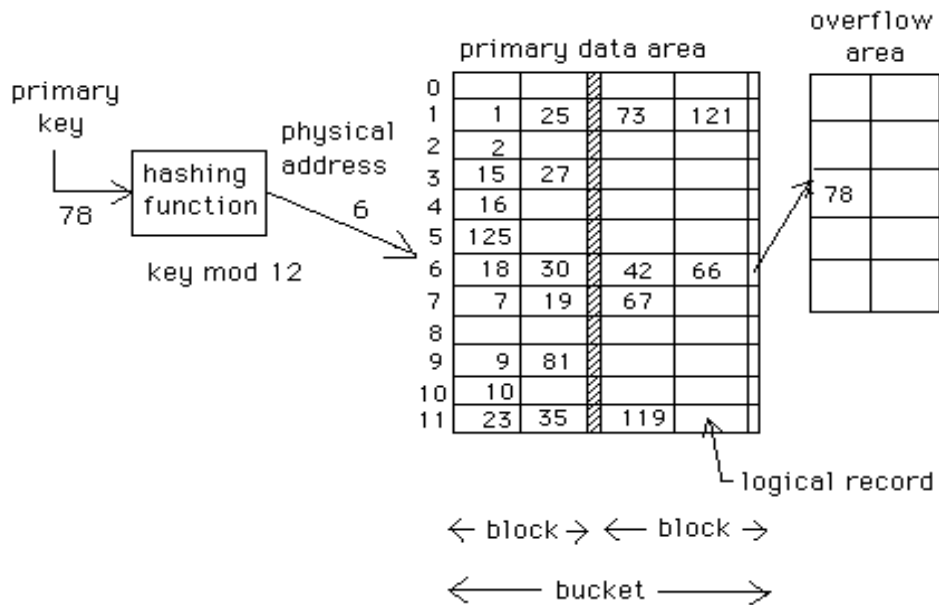 overflow
area
primary data area
primary
key
physical
address
hashing
function
78
6
key mod 12
0
1 1 25 73 121
2 2
3 15 27
4 16
5 125
6 18 30 42 66
7 7 19 67
8
9 9 81
10 10
11 23 35 119
78
logical record
block block
bucket